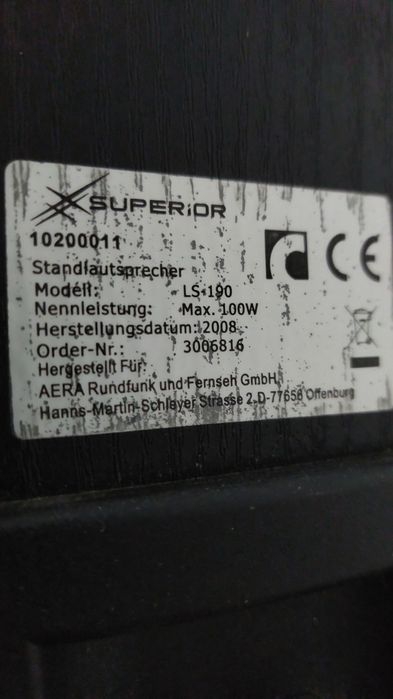 SUPERiOR
10200011
Standlautsprecher
Modell: LS-190
Nennleistung: Max. 100W
Herstellungsdatum: 2008
Order-Nr.: 3006816
Hergestellt Für:
AERA Rundfunk und Fernseh GmbH,
Hanns-Martin-Schleyer Strasse 2,D-77656 Offenburg
CE